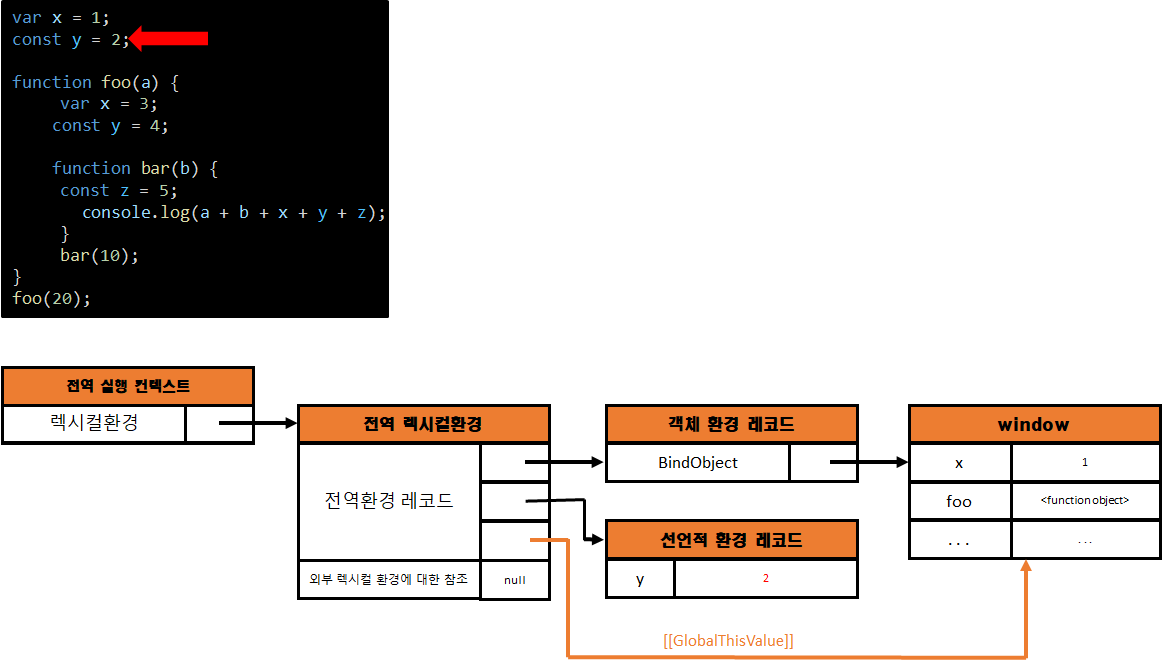 var x = 1;
const y = 2;
function foo(a) {
var x = 3;
const y = 4;
function bar(b) {
const z = 5;
console.log(a + b + x + y + z);
}
bar(10);
}
foo(20);
전역 실행 컨텍스트
렉시컬환경
전역 렉시컬환경
전역환경 레코드
외부 렉시컬 환경에 대한 참조
null
객체 환경 레코드
BindObject
선언적 환경 레코드
y
2
window
x
1
foo
<function object>
...
...
[[GlobalThisValue]]